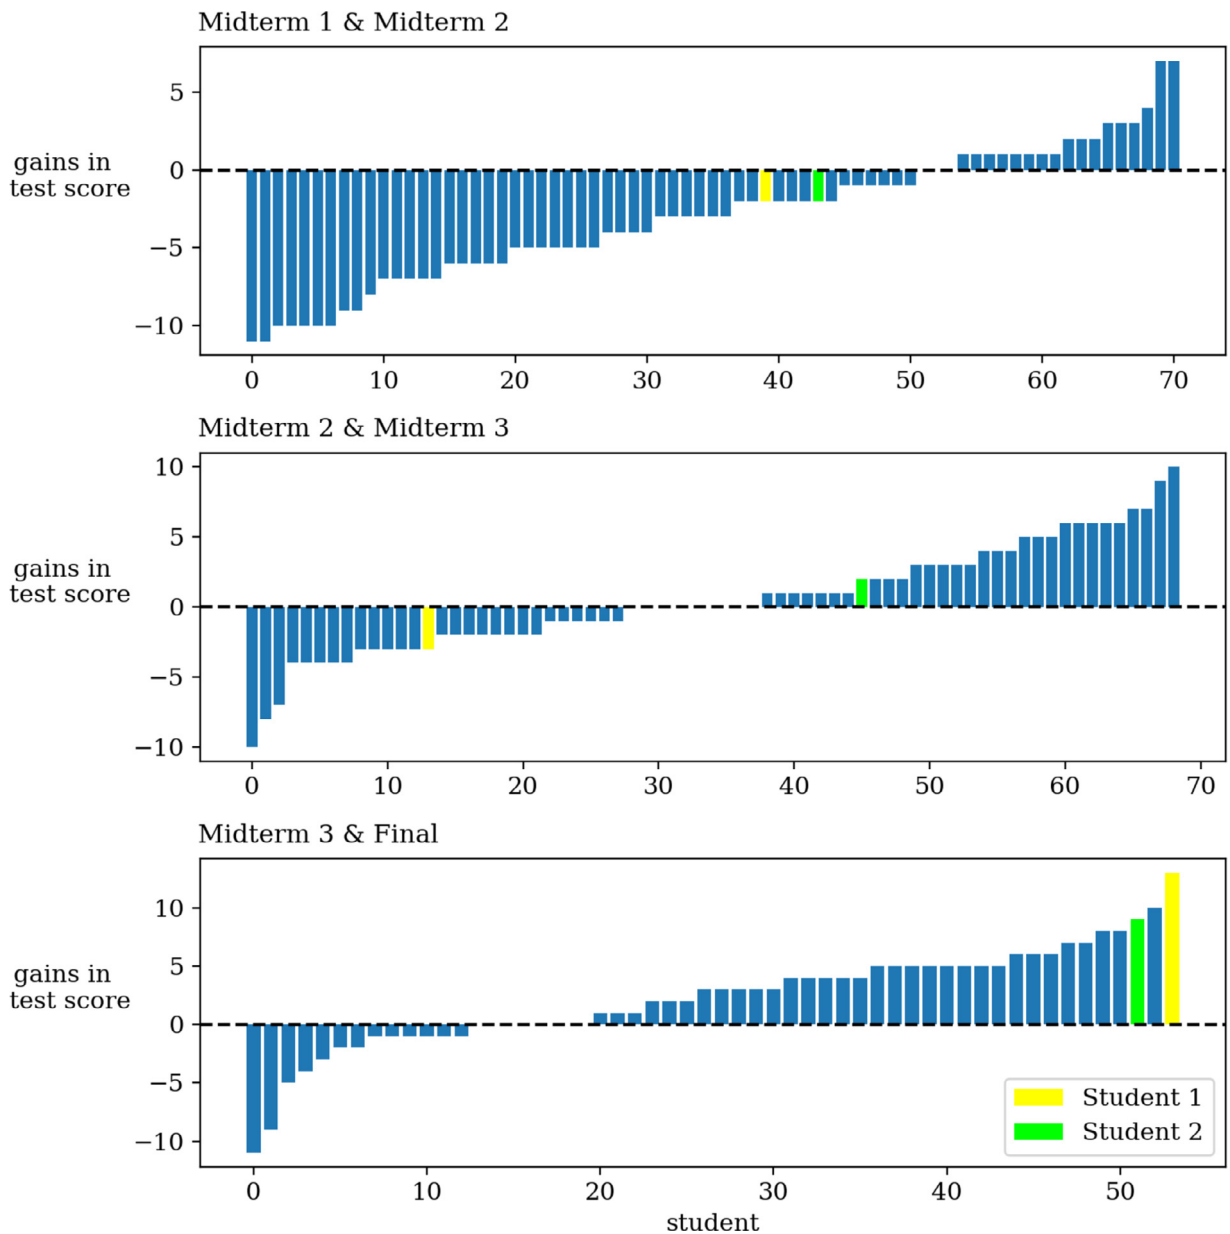 Midterm 1 & Midterm 2
5
0
−5
−10
gains in
test score
0 10 20 30 40 50 60 70
Midterm 2 & Midterm 3
10
5
0
−5
−10
gains in
test score
0 10 20 30 40 50 60 70
Midterm 3 & Final
10
5
0
−5
−10
gains in
test score
Student 1
Student 2
0 10 20 30 40 50
student